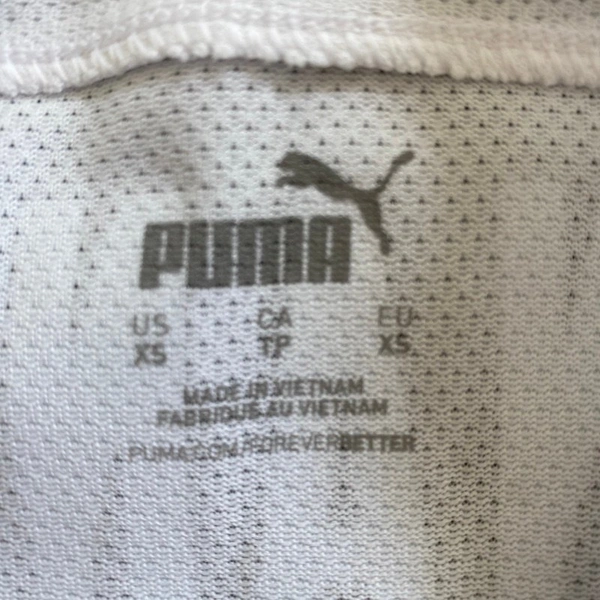 PUMA
US CA EU
XS TP XS
MADE IN VIETNAM
FABRIQUÉ AU VIETNAM
PUMA.COM/FOREVERBETTER